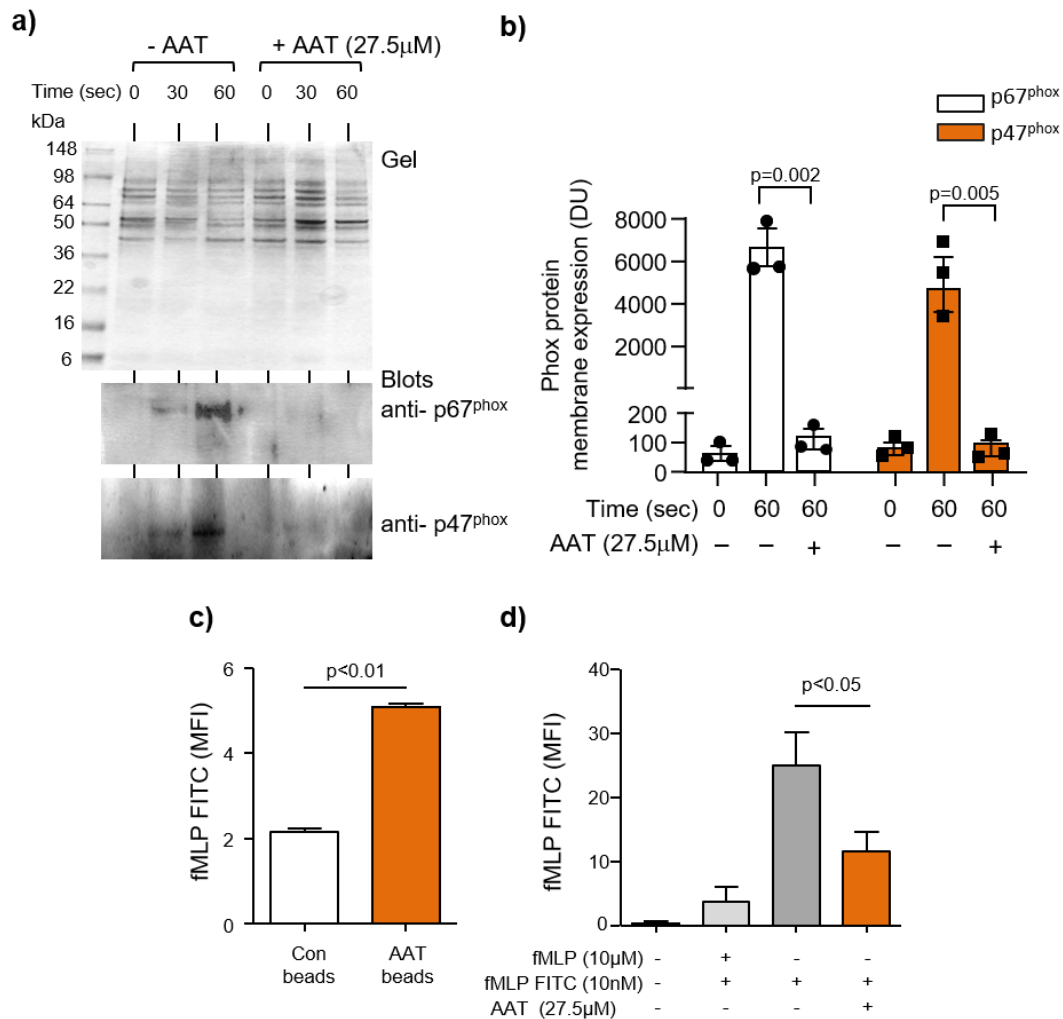 a)
- AAT
+ AAT (27.5µM)
Time (sec) 0 30 60 0 30 60
kDa
148
98
64
50
36
22
16
6
Gel
Blots
anti- p67phox
anti- p47phox
b)
p67phox
p47phox
p=0.002
p=0.005
Phox protein
membrane expression (DU)
8000
6000
4000
2000
200
100
0
Time (sec) 0 60 60 0 60 60
AAT (27.5µM) – – + – – +
c)
p<0.01
fMLP FITC (MFI)
6
4
2
0
Con
beads
AAT
beads
d)
p<0.05
fMLP FITC (MFI)
40
30
20
10
0
fMLP (10µM) - + - -
fMLP FITC (10nM) - + + +
AAT (27.5µM) - - - +